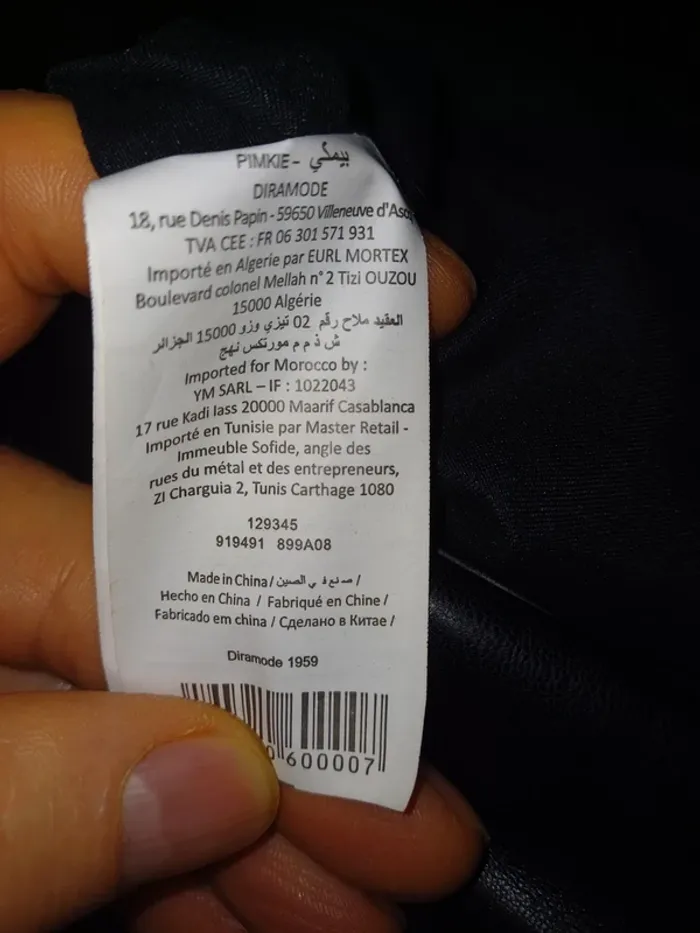 PIMKIE- بيمكي
DIRAMODE
18, rue Denis Papin - 59650 Villeneuve d'Asc
TVA CEE : FR 06 301 571 931
Importé en Algerie par EURL MORTEX
Boulevard colonel Mellah n° 2 Tizi OUZOU
15000 Algérie
العقيد ملاح رقم 02 تيزي وزو 15000 الجزائر
ش ذ م م مورتكس نهج
Imported for Morocco by :
YM SARL – IF : 1022043
17 rue Kadi Iass 20000 Maarif Casablanca
Importé en Tunisie par Master Retail -
Immeuble Sofide, angle des
rues du métal et des entrepreneurs,
ZI Charguia 2, Tunis Carthage 1080
129345
919491 899A08
Made in China / صنع في الصين /
Hecho en China / Fabriqué en Chine /
Fabricado em china / Сделано в Китае /
Diramode 1959
0 600007